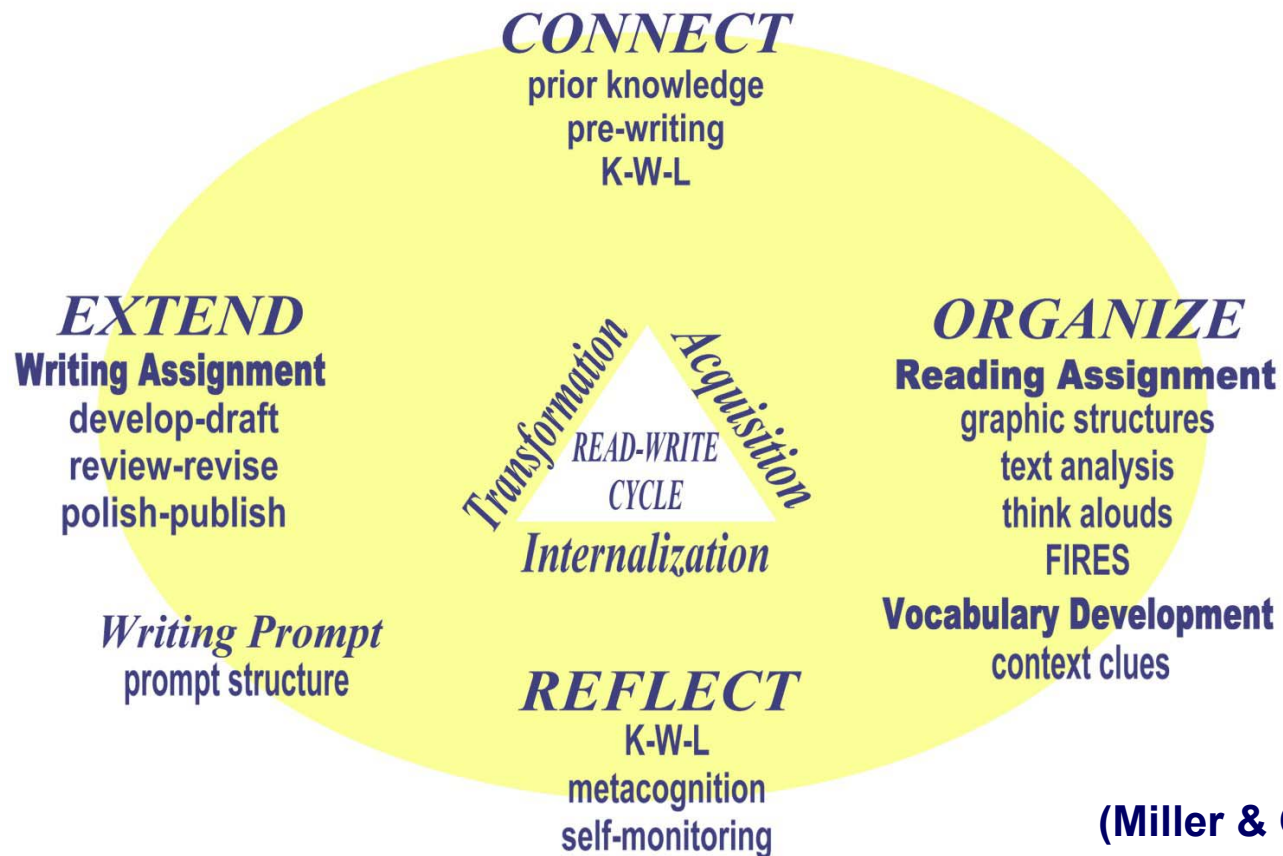 CONNECT
prior knowledge
pre-writing
K-W-L
EXTEND
Writing Assignment
develop-draft
review-revise
polish-publish
Transformation
Acquisition
READ-WRITE
CYCLE
Internalization
ORGANIZE
Reading Assignment
graphic structures
text analysis
think alouds
FIRES
Vocabulary Development
context clues
Writing Prompt
prompt structure
REFLECT
K-W-L
metacognition
self-monitoring
(Miller &